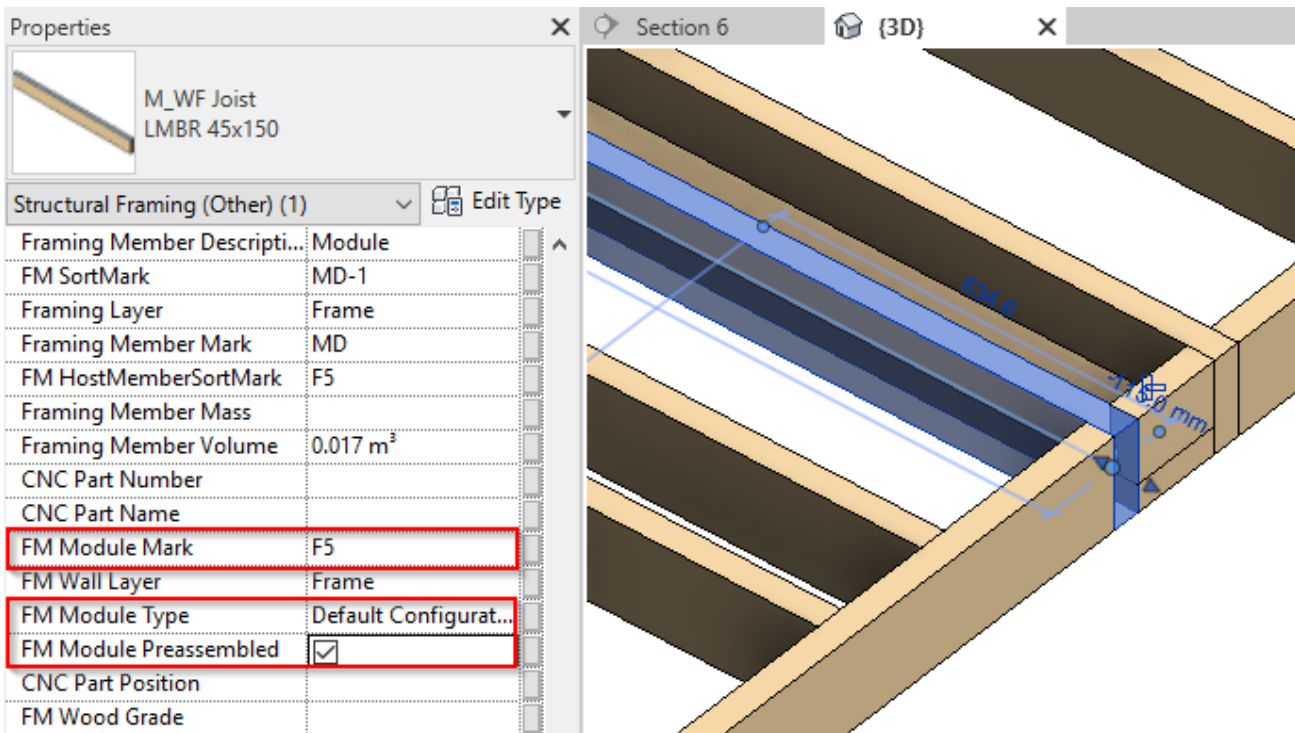 Properties
Section 6
{3D}
M_WF Joist
LMBR 45x150
Structural Framing (Other) (1)
Edit Type
Framing Member Descripti... Module
FM SortMark MD-1
Framing Layer Frame
Framing Member Mark MD
FM HostMemberSortMark F5
Framing Member Mass
Framing Member Volume 0.017 m³
CNC Part Number
CNC Part Name
FM Module Mark F5
FM Wall Layer Frame
FM Module Type Default Configurat...
FM Module Preassembled
CNC Part Position
FM Wood Grade